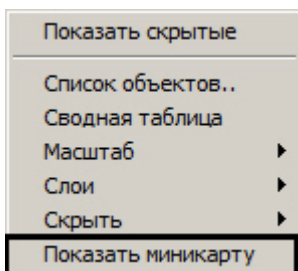 Показать скрытые
Список объектов..
Сводная таблица
Масштаб
Слои
Скрыть
Показать миникарту